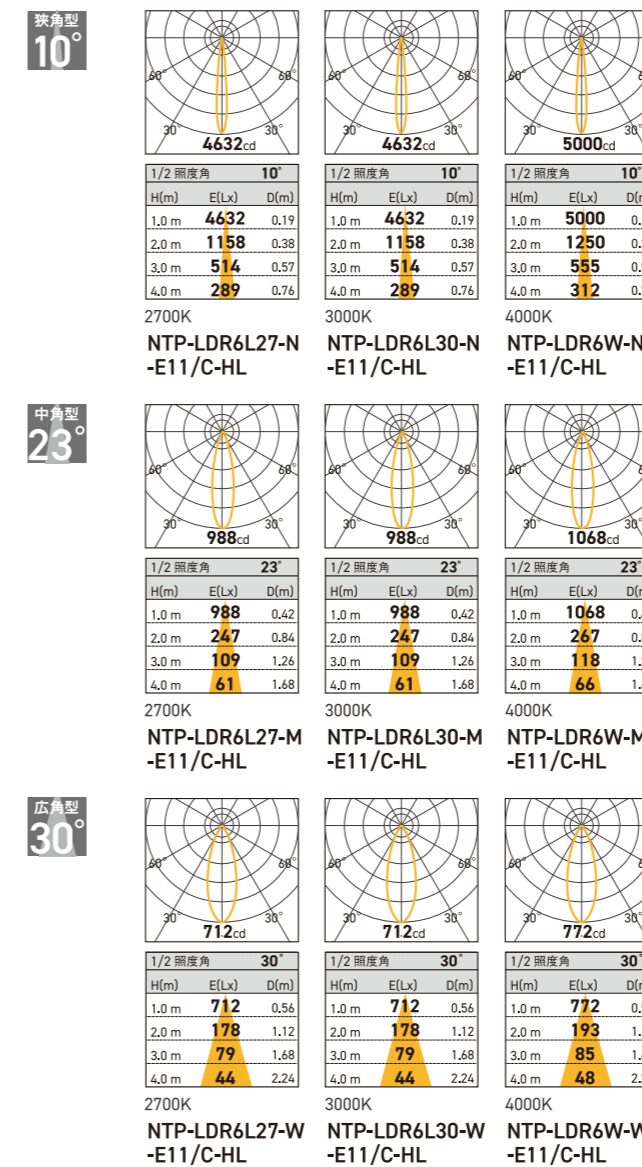 狭角型
10°
60° 60°
30° 30°
4632cd
1/2 照度角 10°
H(m) E(Lx) D(m)
1.0 m 4632 0.19
2.0 m 1158 0.38
3.0 m 514 0.57
4.0 m 289 0.76
2700K
NTP-LDR6L27-N
-E11/C-HL
60° 60°
30° 30°
4632cd
1/2 照度角 10°
H(m) E(Lx) D(m)
1.0 m 4632 0.19
2.0 m 1158 0.38
3.0 m 514 0.57
4.0 m 289 0.76
3000K
NTP-LDR6L30-N
-E11/C-HL
60°
30° 30°
5000cd
1/2 照度角 10°
H(m) E(Lx)
1.0 m 5000
2.0 m 1250
3.0 m 555
4.0 m 312
4000K
NTP-LDR6W-N
-E11/C-HL
中角型
23°
60° 60°
30° 30°
988cd
1/2 照度角 23°
H(m) E(Lx) D(m)
1.0 m 988 0.42
2.0 m 247 0.84
3.0 m 109 1.26
4.0 m 61 1.68
2700K
NTP-LDR6L27-M
-E11/C-HL
60° 60°
30° 30°
988cd
1/2 照度角 23°
H(m) E(Lx) D(m)
1.0 m 988 0.42
2.0 m 247 0.84
3.0 m 109 1.26
4.0 m 61 1.68
3000K
NTP-LDR6L30-M
-E11/C-HL
60°
30° 30°
1068cd
1/2 照度角 23°
H(m) E(Lx)
1.0 m 1068
2.0 m 267
3.0 m 118
4.0 m 66
4000K
NTP-LDR6W-M
-E11/C-HL
広角型
30°
60° 60°
30° 30°
712cd
1/2 照度角 30°
H(m) E(Lx) D(m)
1.0 m 712 0.56
2.0 m 178 1.12
3.0 m 79 1.68
4.0 m 44 2.24
2700K
NTP-LDR6L27-W
-E11/C-HL
60° 60°
30° 30°
712cd
1/2 照度角 30°
H(m) E(Lx) D(m)
1.0 m 712 0.56
2.0 m 178 1.12
3.0 m 79 1.68
4.0 m 44 2.24
3000K
NTP-LDR6L30-W
-E11/C-HL
60°
30° 30°
772cd
1/2 照度角 30°
H(m) E(Lx)
1.0 m 772
2.0 m 193
3.0 m 85
4.0 m 48
4000K
NTP-LDR6W-W
-E11/C-HL